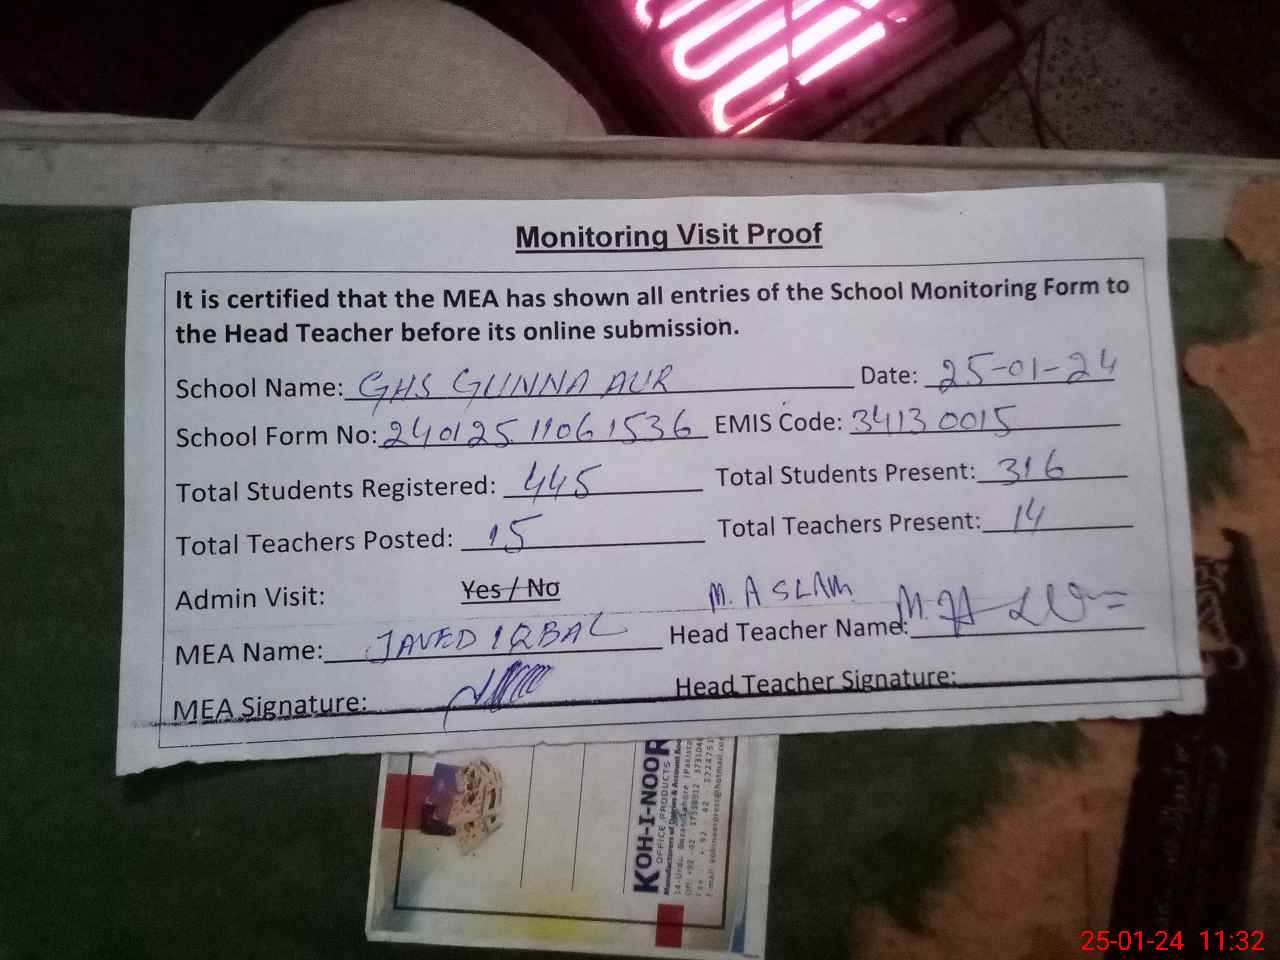 Monitoring Visit Proof
It is certified that the MEA has shown all entries of the School Monitoring Form to
the Head Teacher before its online submission.
School Name: GHS GUNNA AUR Date: 25-01-24
School Form No: 240125 11061536 EMIS Code: 34130015
Total Students Registered: 445 Total Students Present: 316
Total Teachers Posted: 15 Total Teachers Present: 14
Admin Visit: Yes / No
M. ASLAM
MEA Name: JAVED IQBAL Head Teacher Name:
MEA Signature: Head Teacher Signature:
KOH-I-NOOR
OFFICE PRODUCTS
25-01-24 11:32